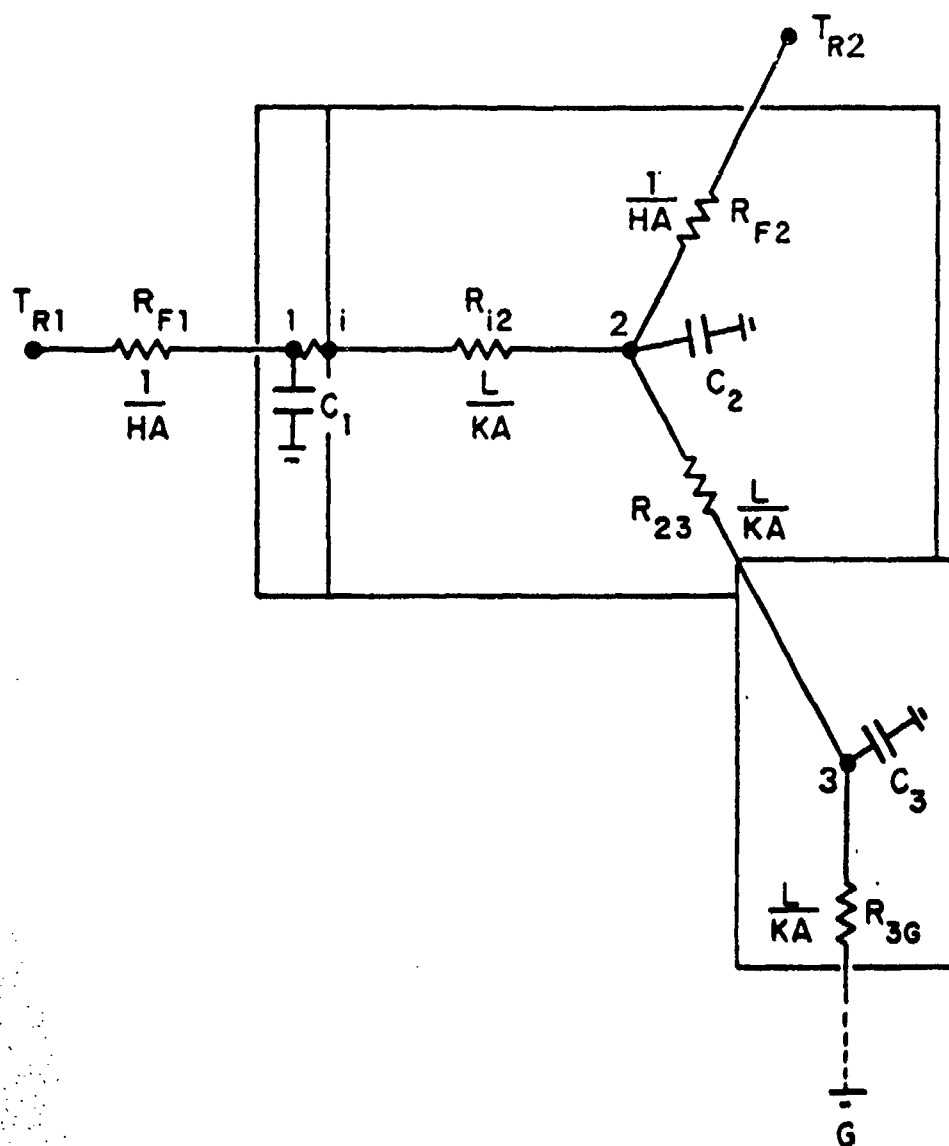 T_R2
1/HA R_F2
T_R1 R_F1 1 i R_i2 2
1/HA C_1 L/KA C_2
R_23 L/KA
3 C_3
L/KA R_3G
G